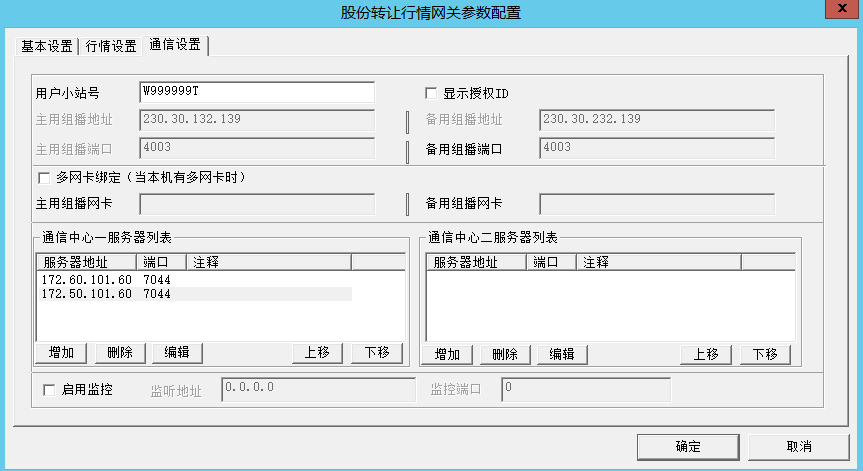 股份转让行情网关参数配置
x
基本设置 行情设置 通信设置
用户小站号 W999999T 显示授权ID
主用组播地址 230.30.132.139 备用组播地址 230.30.232.139
主用组播端口 4003 备用组播端口 4003
多网卡绑定（当本机有多网卡时）
主用组播网卡 备用组播网卡
通信中心一服务器列表 通信中心二服务器列表
服务器地址 端口 注释 服务器地址 端口 注释
172.60.101.60 7044
172.50.101.60 7044
增加 删除 编辑 上移 下移 增加 删除 编辑 上移 下移
启用监控 监听地址 0.0.0.0 监控端口 0
确定 取消